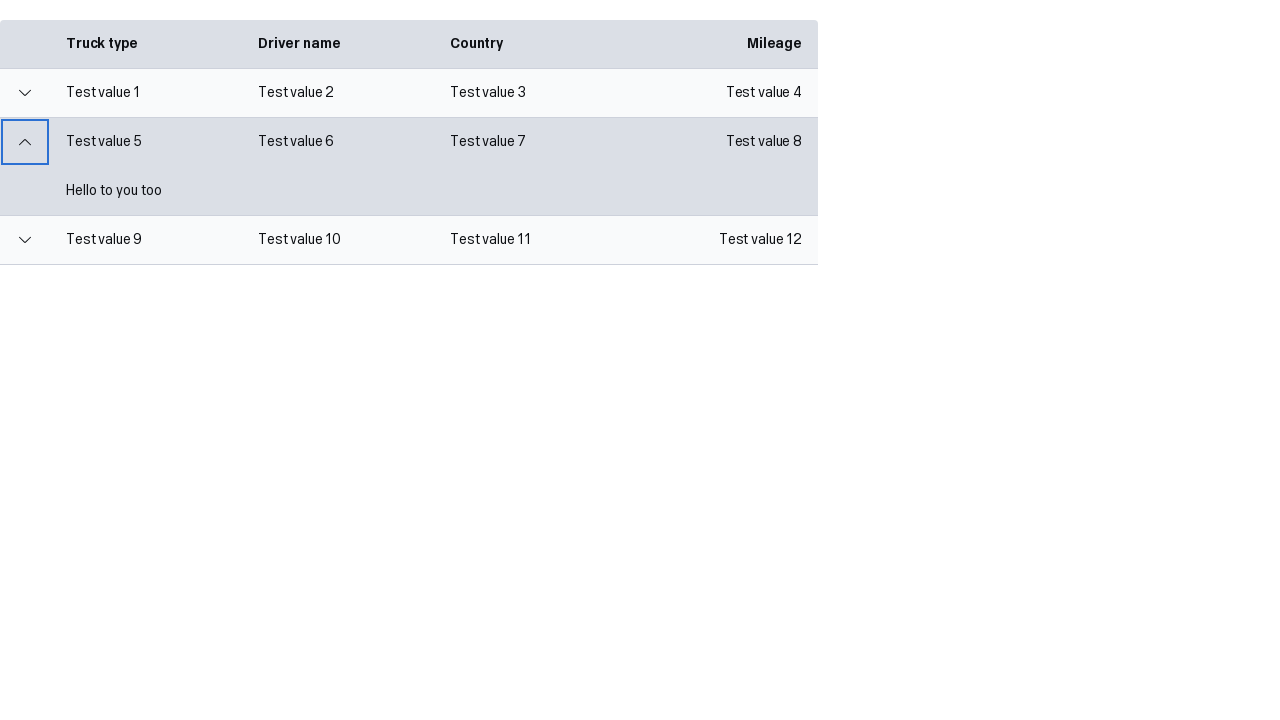 Truck type Driver name Country Mileage
Test value 1 Test value 2 Test value 3 Test value 4
Test value 5 Test value 6 Test value 7 Test value 8
Hello to you too
Test value 9 Test value 10 Test value 11 Test value 12